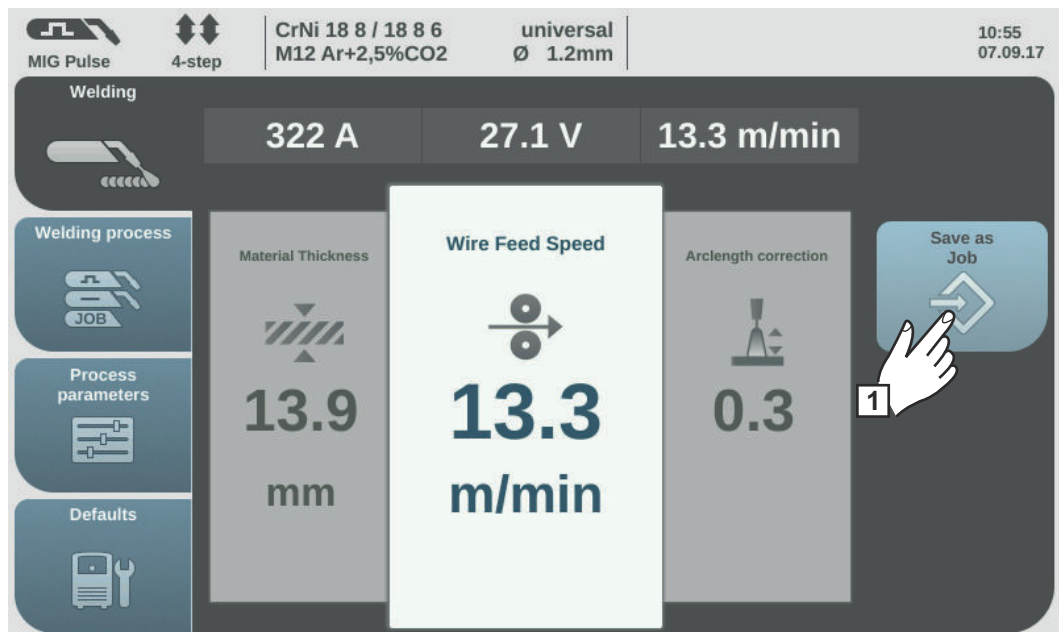 MIG Pulse
4-step
CrNi 18 8 / 18 8 6 universal
M12 Ar+2,5%CO2 Ø 1.2mm
10:55
07.09.17
Welding
322 A 27.1 V 13.3 m/min
Welding process
JOB
Process
parameters
Defaults
Material Thickness
13.9
mm
Wire Feed Speed
13.3
m/min
Arclength correction
0.3
Save as
Job
1